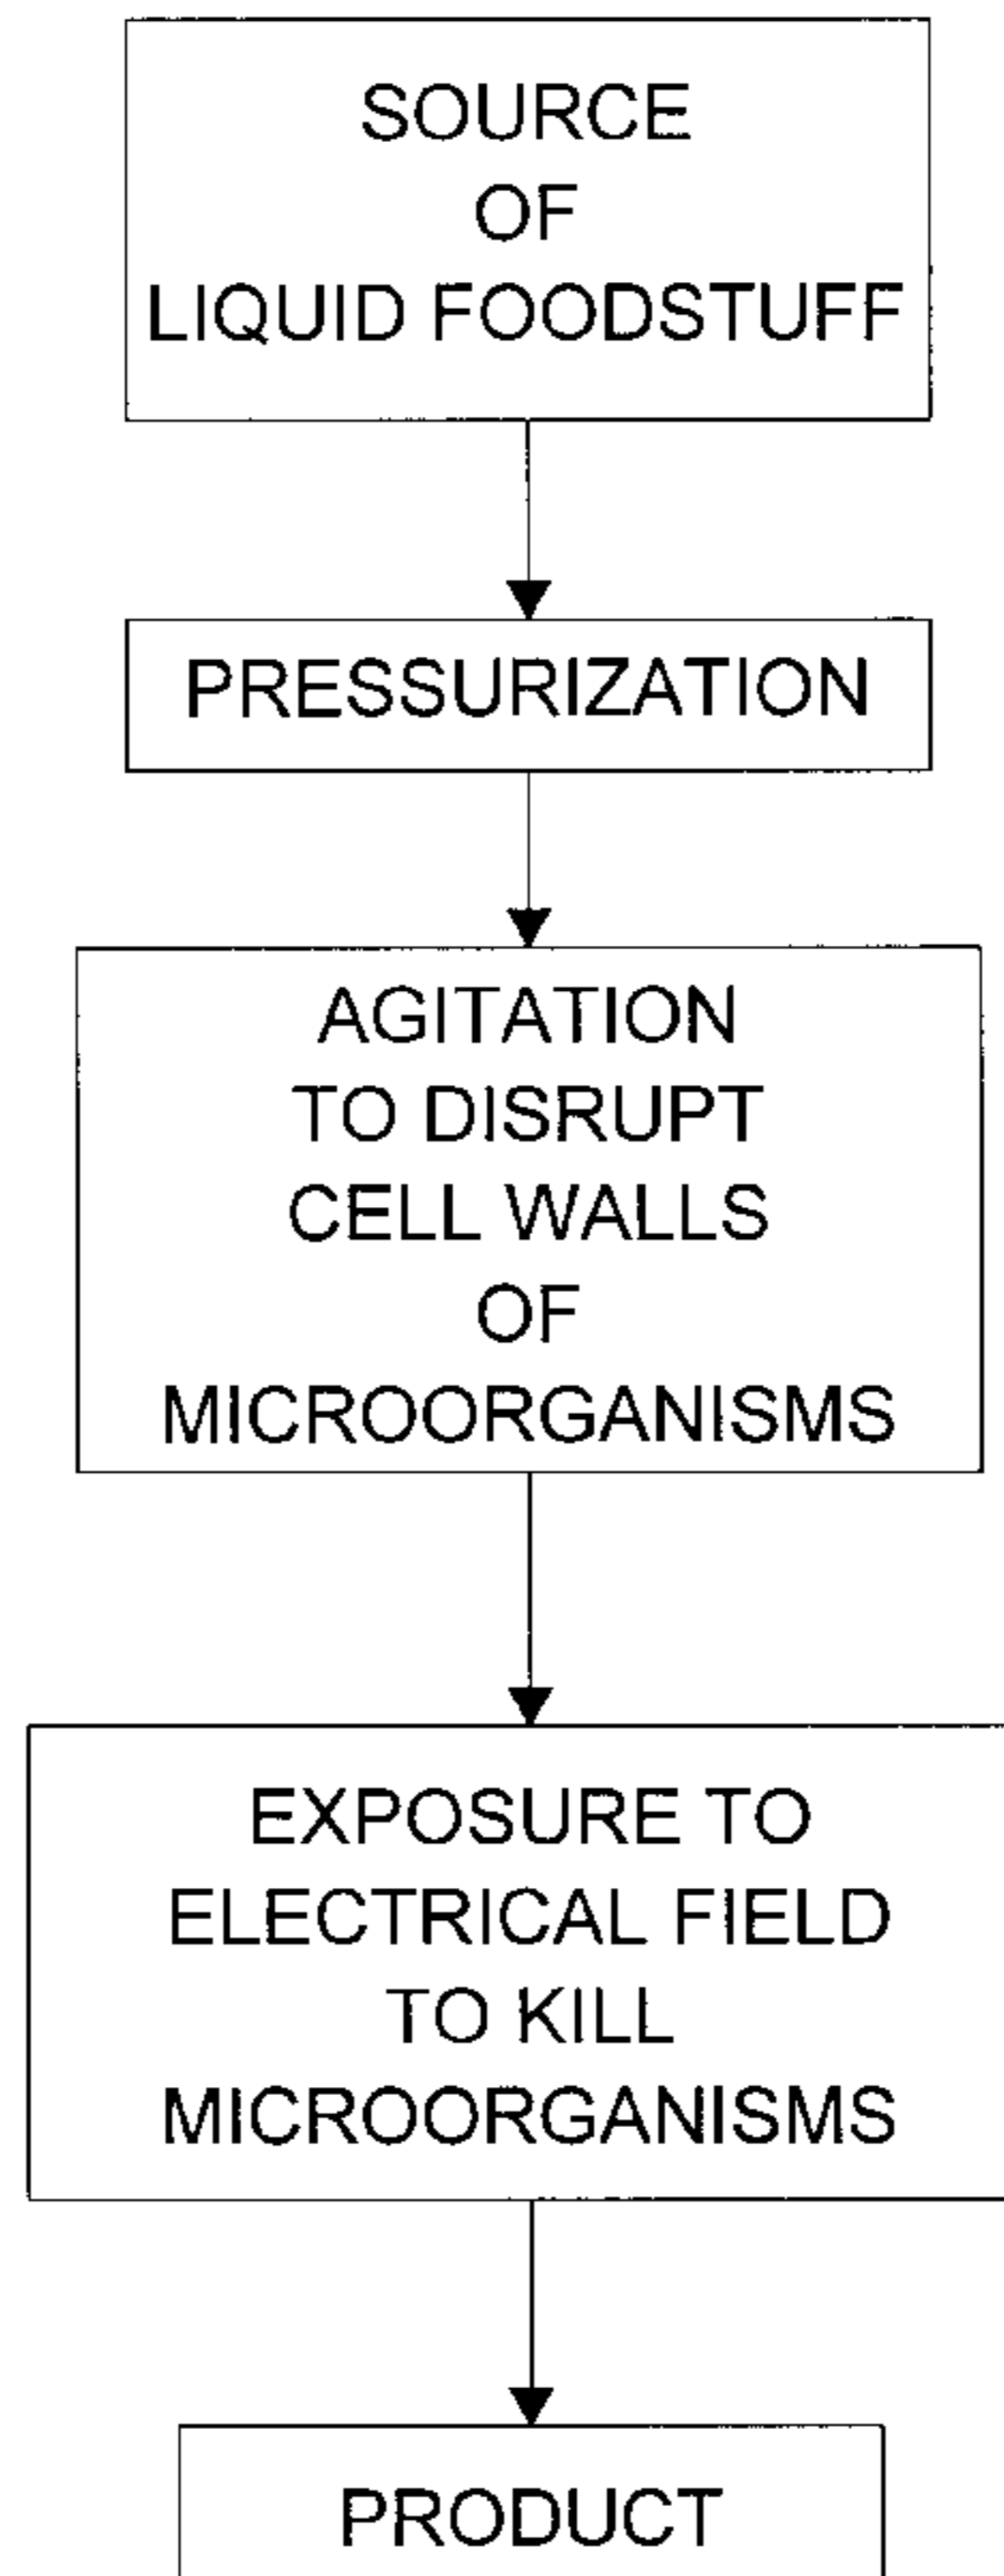 SOURCE
OF
LIQUID FOODSTUFF
PRESSURIZATION
AGITATION
TO DISRUPT
CELL WALLS
OF
MICROORGANISMS
EXPOSURE TO
ELECTRICAL FIELD
TO KILL
MICROORGANISMS
PRODUCT